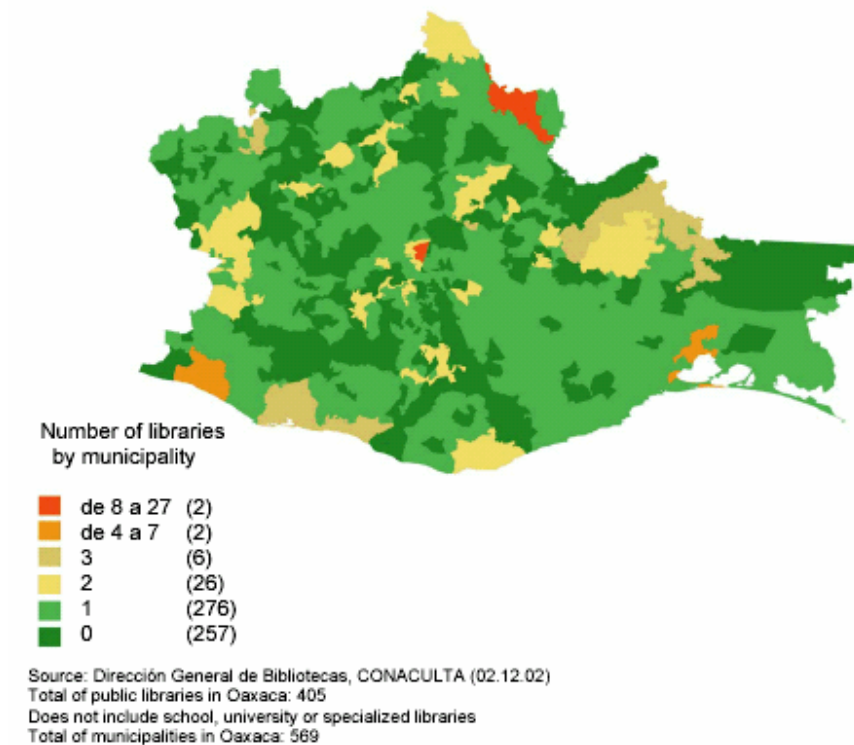 Number of libraries
by municipality
de 8 a 27 (2)
de 4 a 7 (2)
3 (6)
2 (26)
1 (276)
0 (257)
Source: Dirección General de Bibliotecas, CONACULTA (02.12.02)
Total of public libraries in Oaxaca: 405
Does not include school, university or specialized libraries
Total of municipalities in Oaxaca: 569